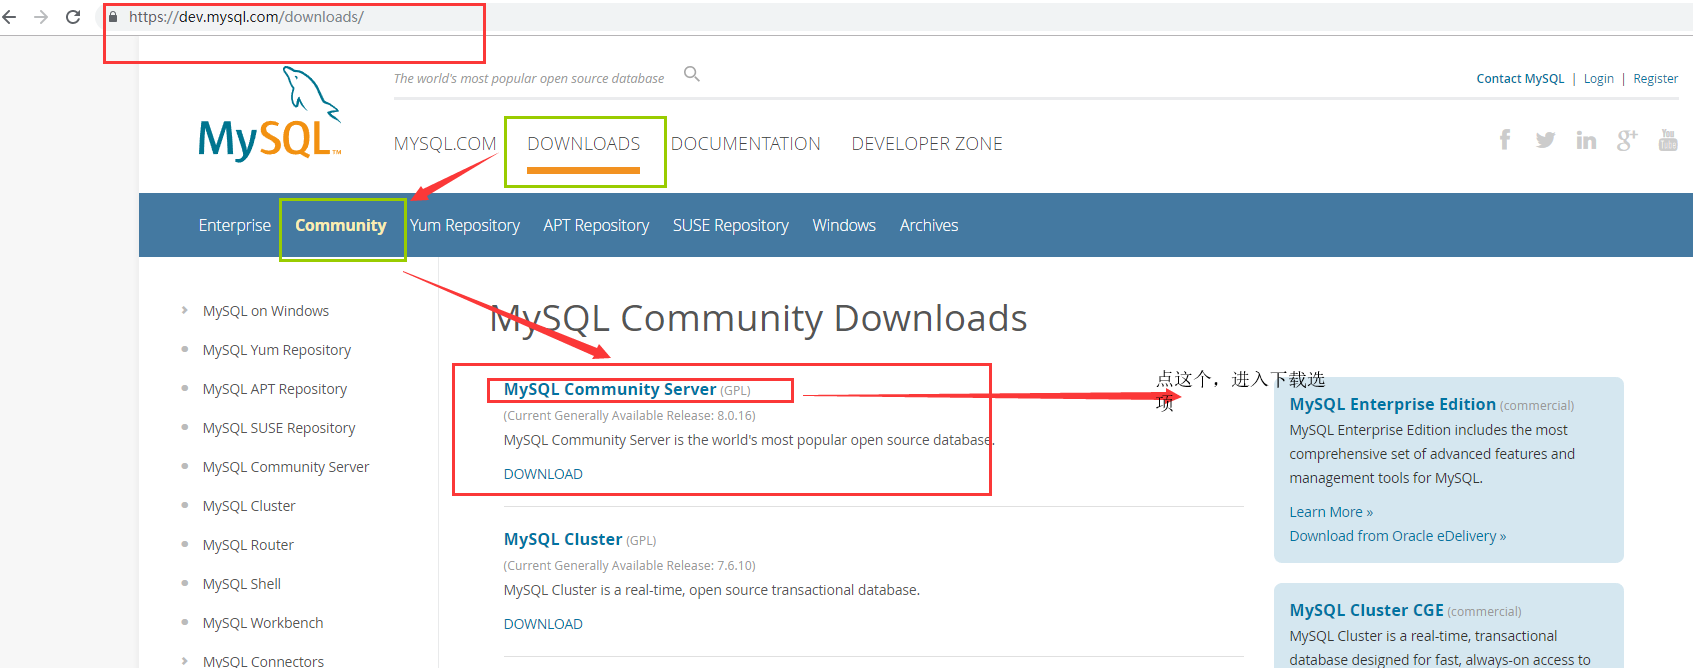 https://dev.mysql.com/downloads/
The world's most popular open source database
Contact MySQL | Login | Register
MySQL™
MYSQL.COM DOWNLOADS DOCUMENTATION DEVELOPER ZONE
f in g+ You Tube
Enterprise Community Yum Repository APT Repository SUSE Repository Windows Archives
MySQL on Windows
MySQL Yum Repository
MySQL APT Repository
MySQL SUSE Repository
MySQL Community Server
MySQL Cluster
MySQL Router
MySQL Shell
MySQL Workbench
MySQL Connectors
MySQL Community Downloads
MySQL Community Server (GPL)
(Current Generally Available Release: 8.0.16)
MySQL Community Server is the world's most popular open source database.
DOWNLOAD
MySQL Cluster (GPL)
(Current Generally Available Release: 7.6.10)
MySQL Cluster is a real-time, open source transactional database.
DOWNLOAD
点这个，进入下载选
项
MySQL Enterprise Edition (commercial)
MySQL Enterprise Edition includes the most
comprehensive set of advanced features and
management tools for MySQL.
Learn More »
Download from Oracle eDelivery »
MySQL Cluster CGE (commercial)
MySQL Cluster is a real-time, transactional
database designed for fast, always-on access to